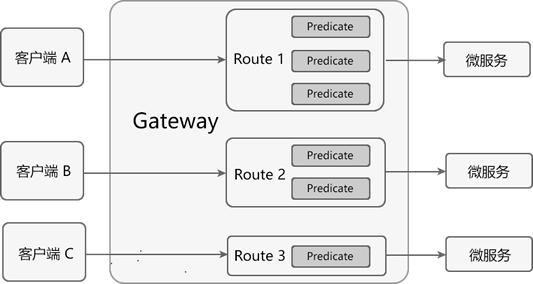 Predicate
客户端 A
Route 1
Predicate
微服务
Predicate
Gateway
Predicate
客户端 B
Route 2
微服务
Predicate
客户端 C
Route 3
Predicate
微服务